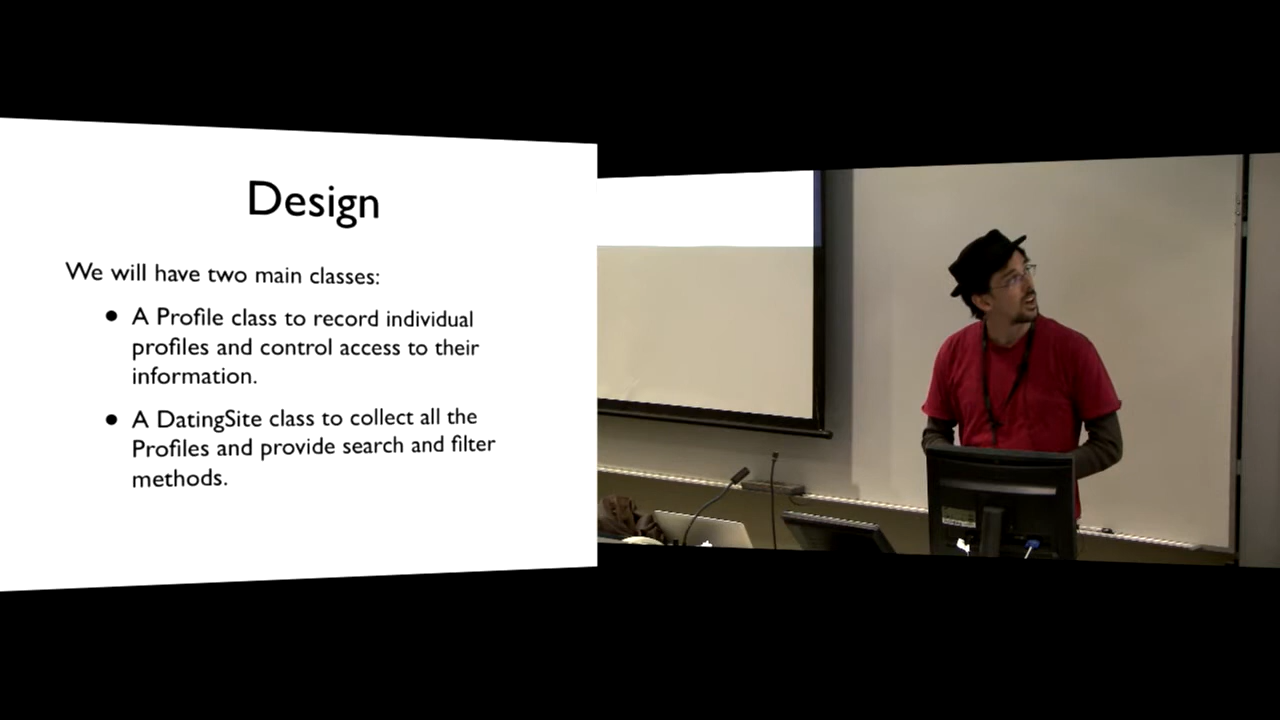 Design
We will have two main classes:
• A Profile class to record individual
profiles and control access to their
information.
• A DatingSite class to collect all the
Profiles and provide search and filter
methods.